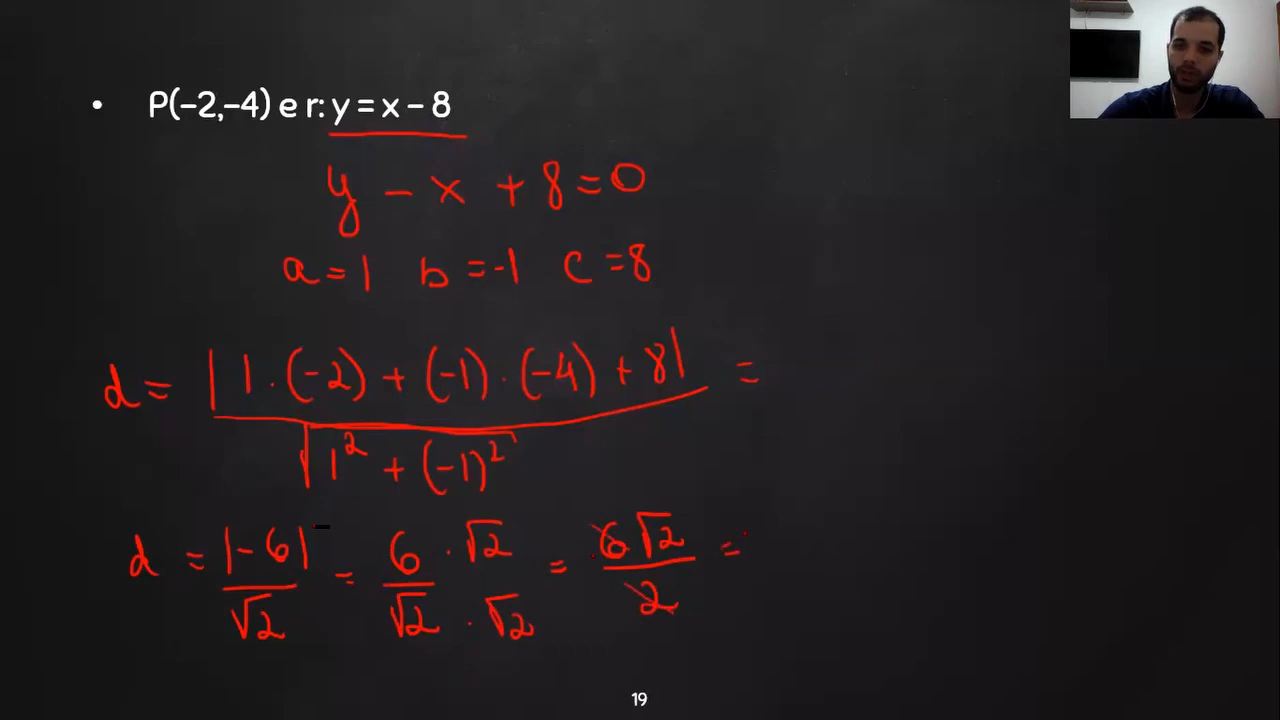 • P(−2,−4) e r: y = x − 8
y − x + 8 = 0
a = 1 b = -1 c = 8
d = |1 · (-2) + (-1) · (-4) + 8| / √1² + (-1)² =
d = |-6| / √2 = 6 / √2 · √2 / √2 = 6√2 / 2 =
19